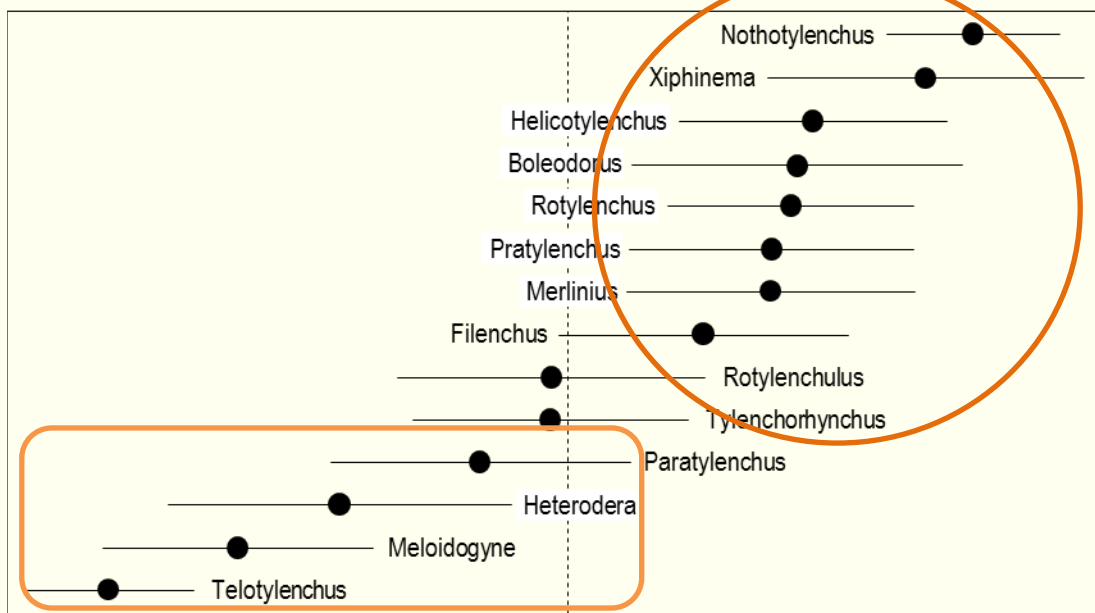 Nothotylenchus
Xiphinema
Helicotylenchus
Boleodorus
Rotylenchus
Pratylenchus
Merlinius
Filenchus
Rotylenchulus
Tylenchorhynchus
Paratylenchus
Heterodera
Meloidogyne
Telotylenchus